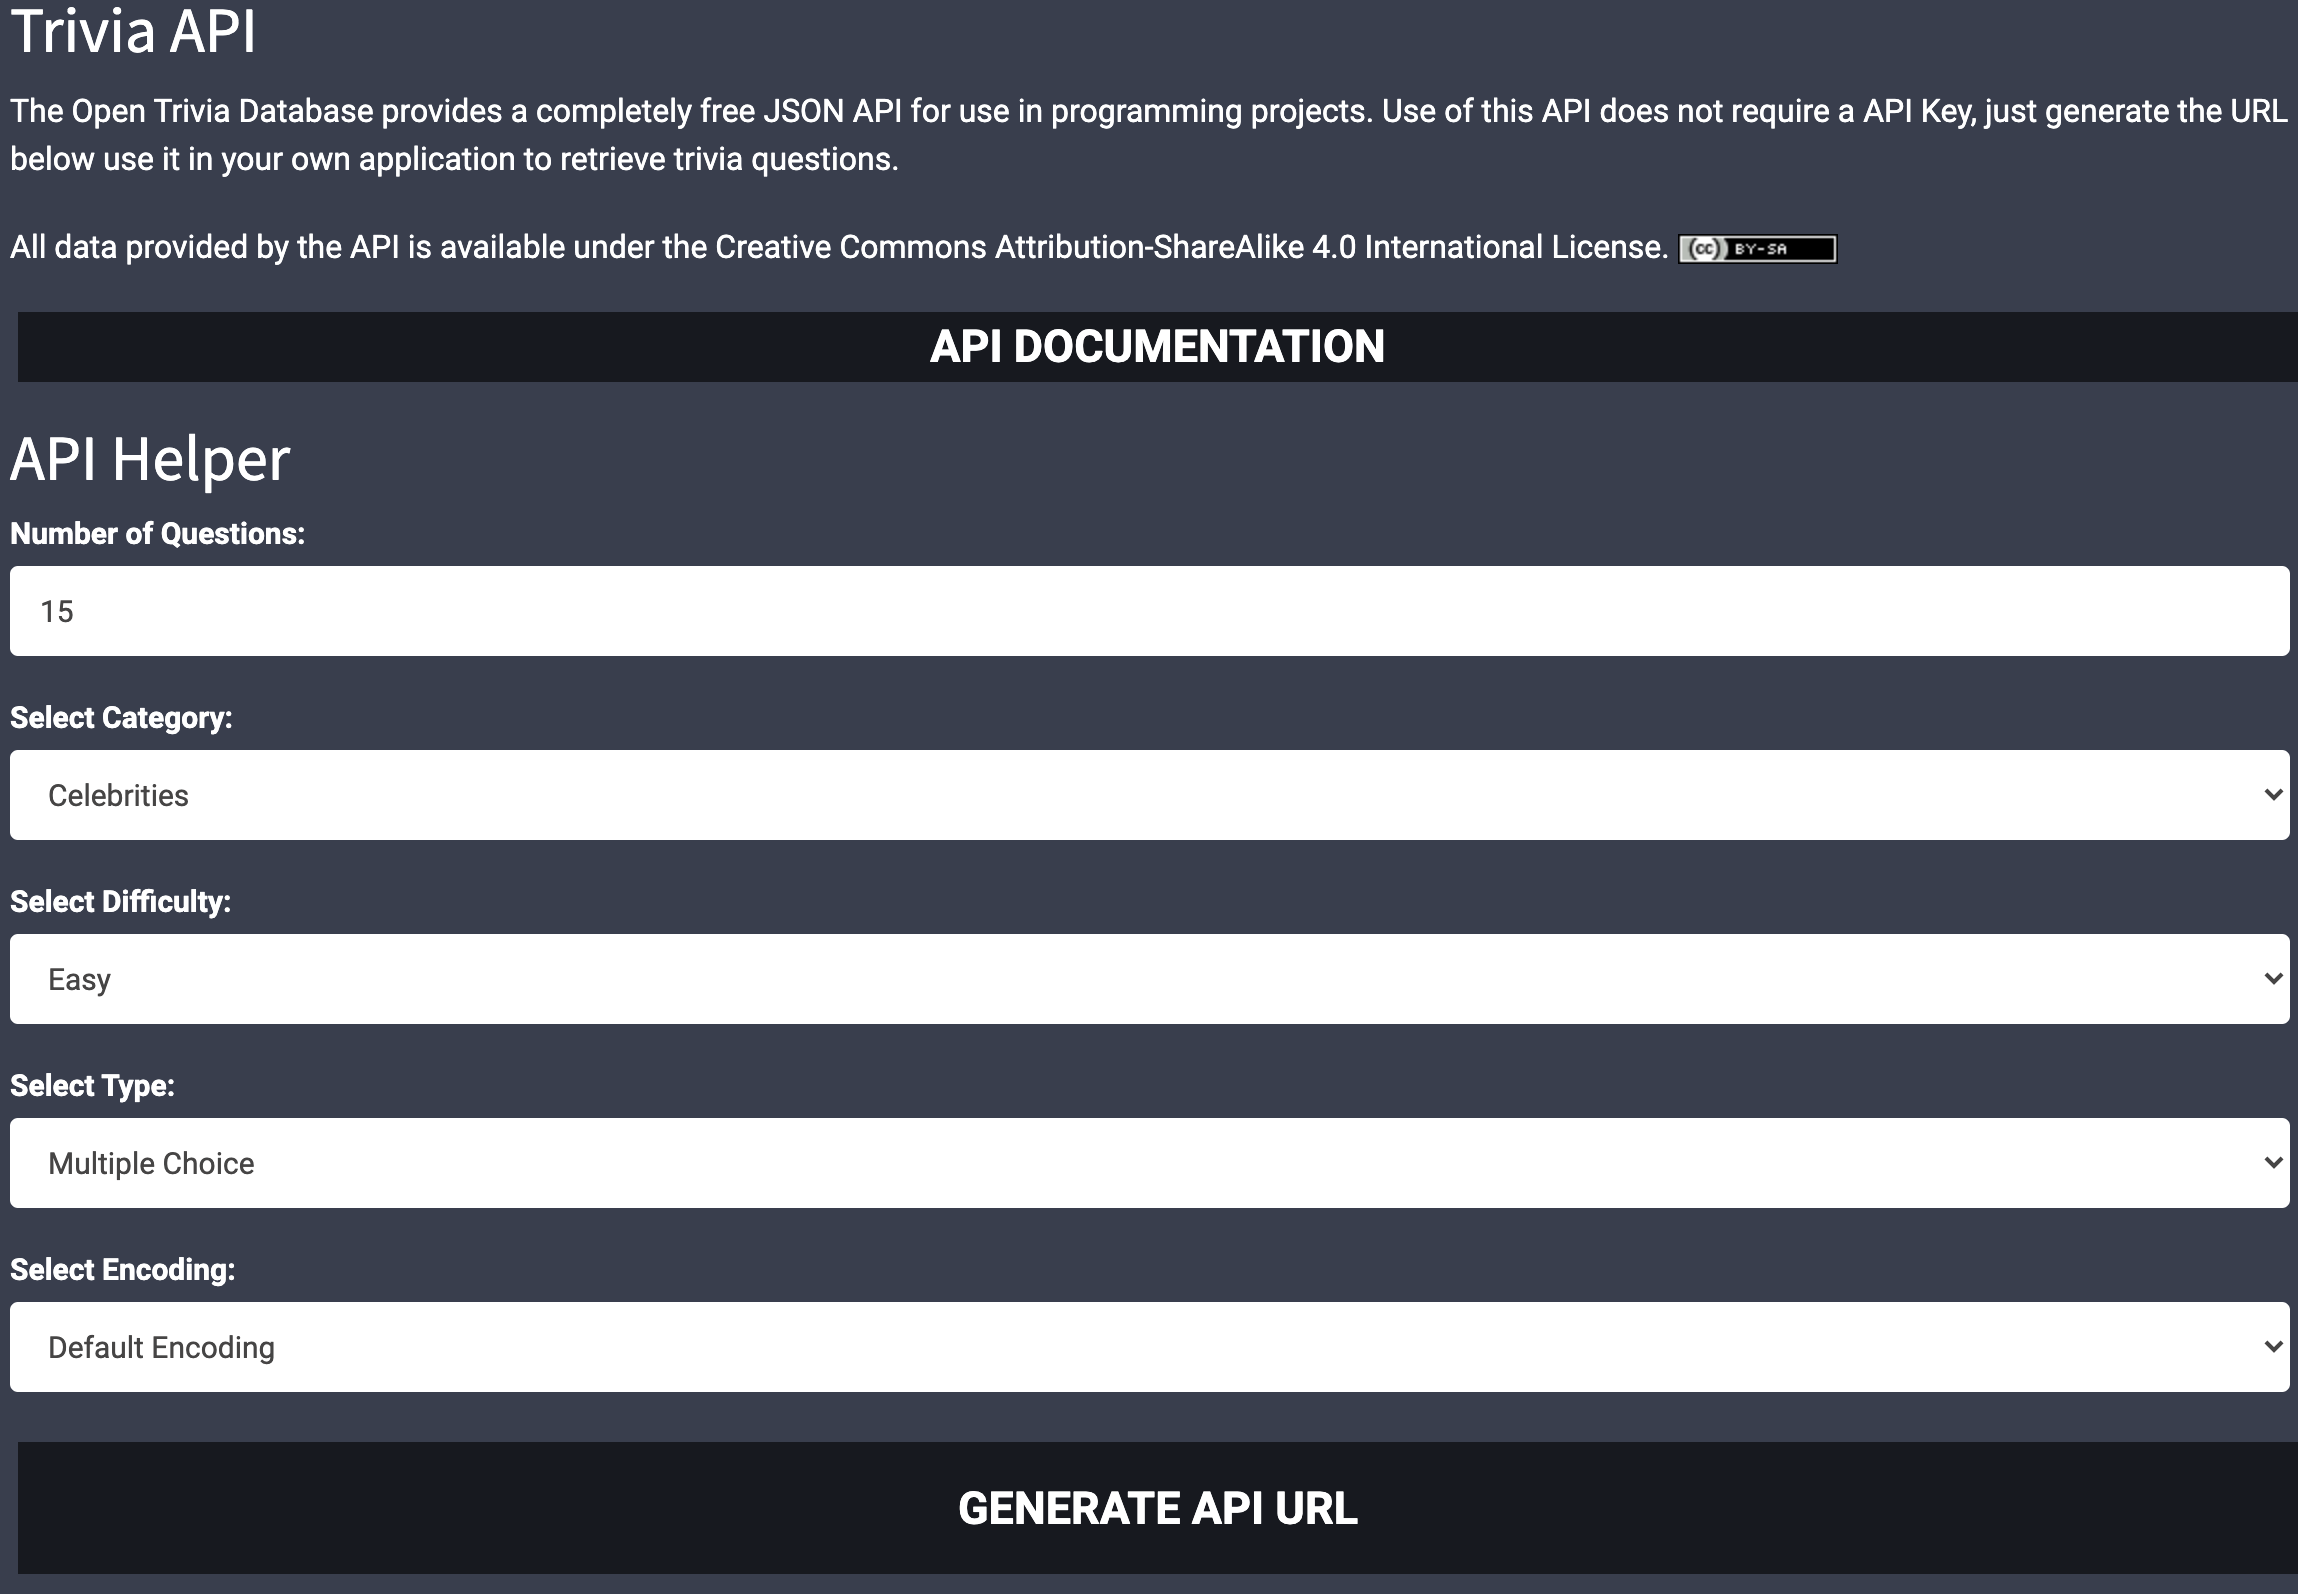 Trivia API
The Open Trivia Database provides a completely free JSON API for use in programming projects. Use of this API does not require a API Key, just generate the URL
below use it in your own application to retrieve trivia questions.
All data provided by the API is available under the Creative Commons Attribution-ShareAlike 4.0 International License. (cc) BY-SA
API DOCUMENTATION
API Helper
Number of Questions:
15
Select Category:
Celebrities
Select Difficulty:
Easy
Select Type:
Multiple Choice
Select Encoding:
Default Encoding
GENERATE API URL